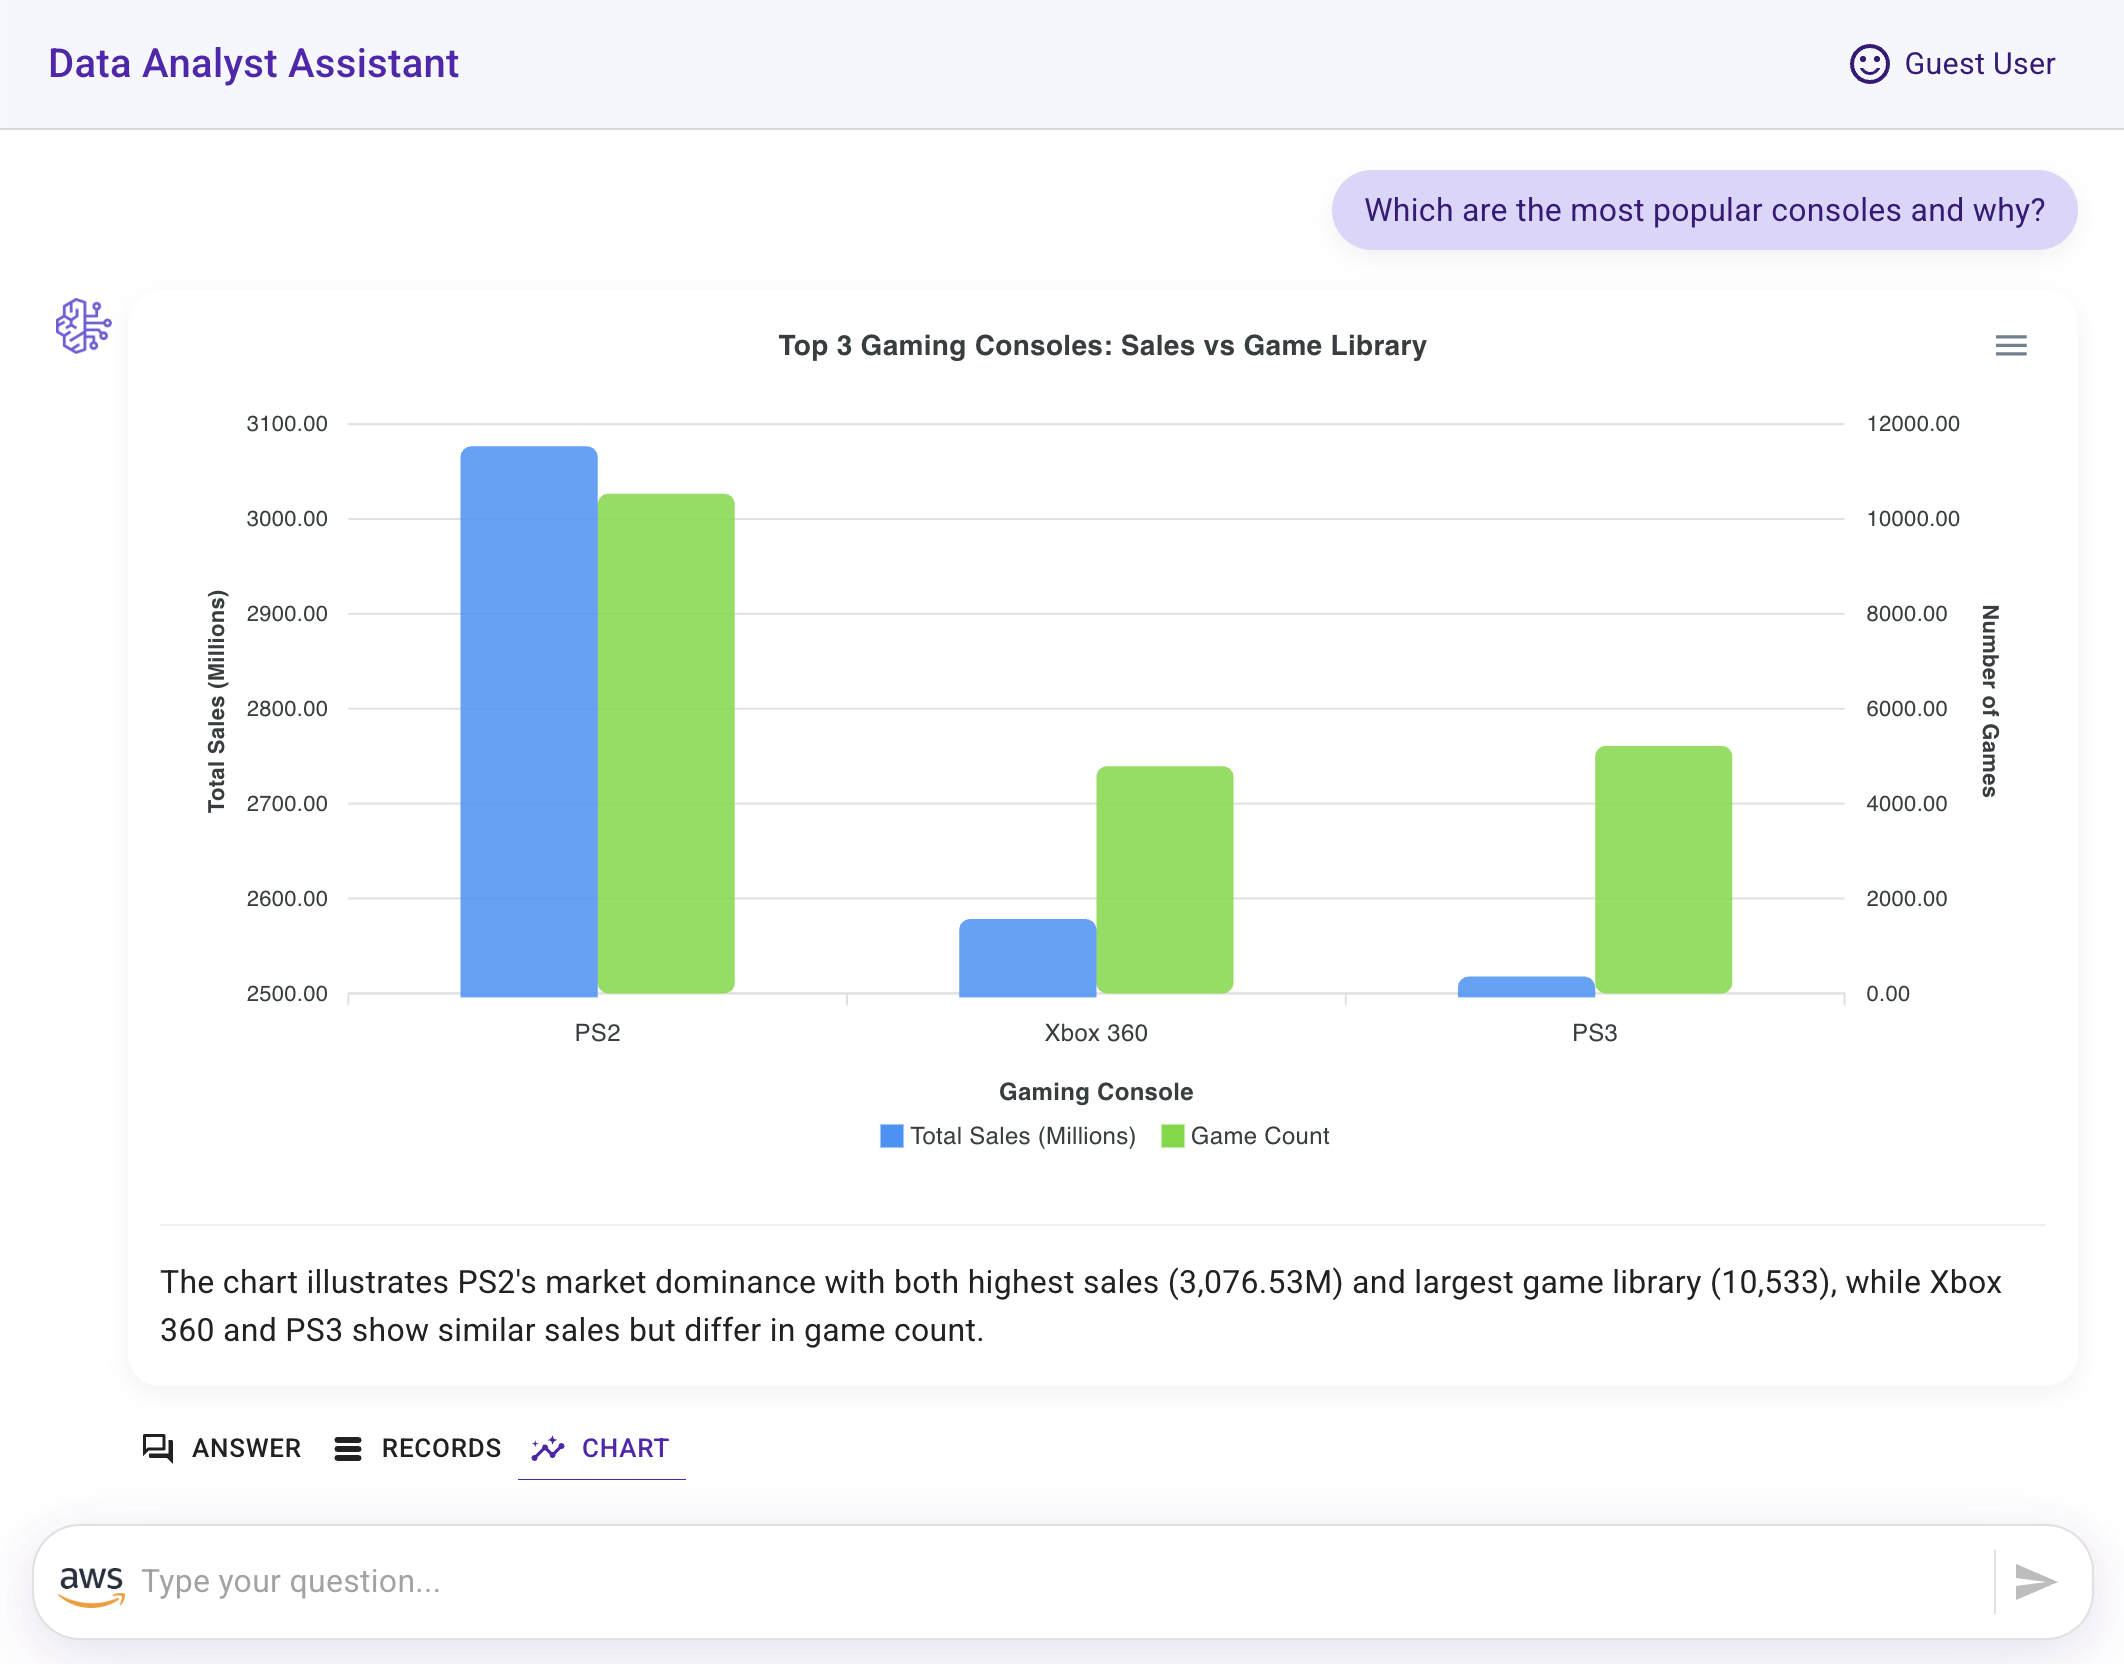 Data Analyst Assistant
Guest User
Which are the most popular consoles and why?
Top 3 Gaming Consoles: Sales vs Game Library
3100.00
3000.00
2900.00
2800.00
2700.00
2600.00
2500.00
Total Sales (Millions)
12000.00
10000.00
8000.00
6000.00
4000.00
2000.00
0.00
Number of Games
PS2
Xbox 360
PS3
Gaming Console
Total Sales (Millions)
Game Count
The chart illustrates PS2's market dominance with both highest sales (3,076.53M) and largest game library (10,533), while Xbox
360 and PS3 show similar sales but differ in game count.
ANSWER
RECORDS
CHART
aws
Type your question...